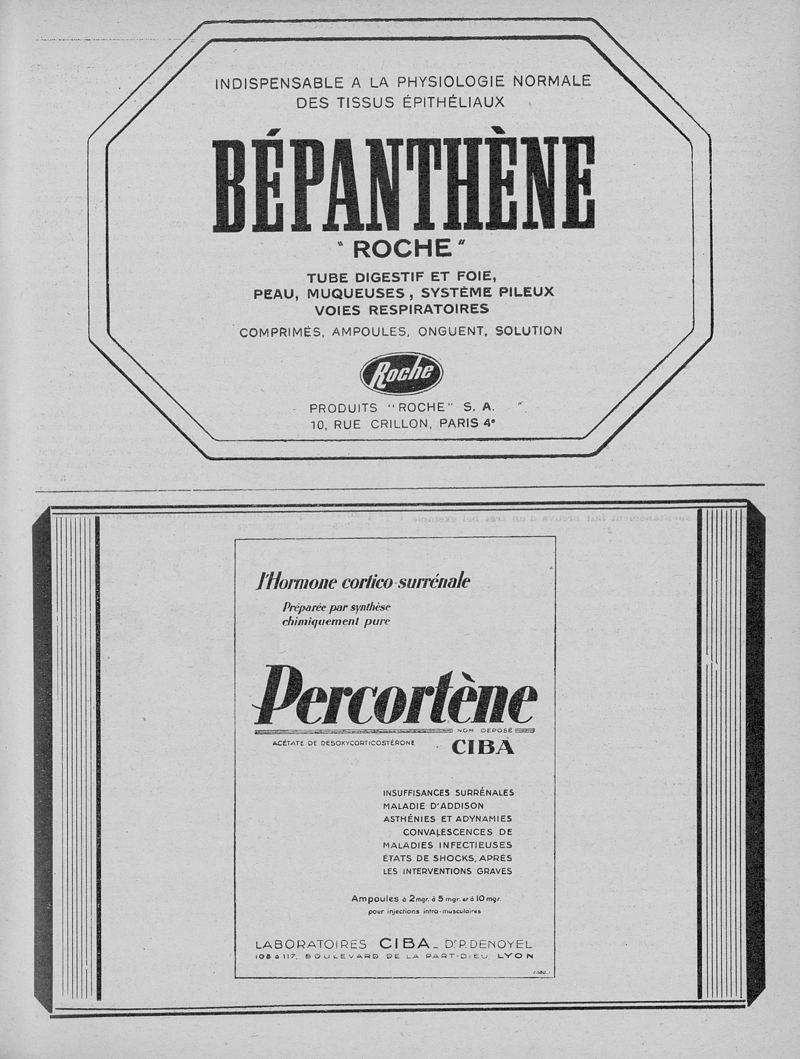 INDISPENSABLE A LA PHYSIOLOGIE NORMALE
DES TISSUS ÉPITHÉLIAUX
BÉPANTHÈNE
"ROCHE"
TUBE DIGESTIF ET FOIE,
PEAU, MUQUEUSES, SYSTÈME PILEUX
VOIES RESPIRATOIRES
COMPRIMÉS, AMPOULES, ONGUENT, SOLUTION
Roche
PRODUITS "ROCHE" S. A.
10, RUE CRILLON, PARIS 4e
l'Hormone cortico-surrénale
Préparée par synthèse
chimiquement pure
Percortène
NOM DÉPOSÉ
ACÉTATE DE DESOXYCORTICOSTÉRONE
CIBA
INSUFFISANCES SURRÉNALES
MALADIE D'ADDISON
ASTHÉNIES ET ADYNAMIES
CONVALESCENCES DE
MALADIES INFECTIEUSES
ÉTATS DE SHOCKS, APRÈS
LES INTERVENTIONS GRAVES
Ampoules à 2 mgr. à 5 mgr. et à 10 mgr.
pour injections intra-musculaires
LABORATOIRES CIBA_ Dr. P. DENOYEL
108 à 117, BOULEVARD DE LA PART-DIEU, LYON